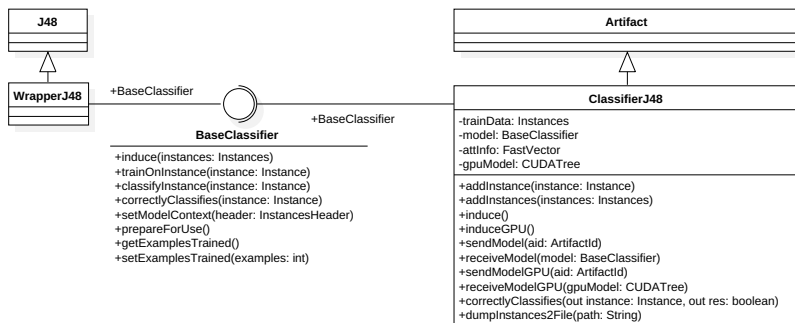 J48
Artifact
WrapperJ48
+BaseClassifier
+BaseClassifier
BaseClassifier
+induce(instances: Instances)
+trainOnInstance(instance: Instance)
+classifyInstance(instance: Instance)
+correctlyClassifies(instance: Instance)
+setModelContext(header: InstancesHeader)
+prepareForUse()
+getExamplesTrained()
+setExamplesTrained(examples: int)
ClassifierJ48
-trainData: Instances
-model: BaseClassifier
-attInfo: FastVector
-gpuModel: CUDATree
+addInstance(instance: Instance)
+addInstances(instances: Instances)
+induce()
+induceGPU()
+sendModel(aid: ArtifactId)
+receiveModel(model: BaseClassifier)
+sendModelGPU(aid: ArtifactId)
+receiveModelGPU(gpuModel: CUDATree)
+correctlyClassifies(out instance: Instance, out res: boolean)
+dumpInstances2File(path: String)